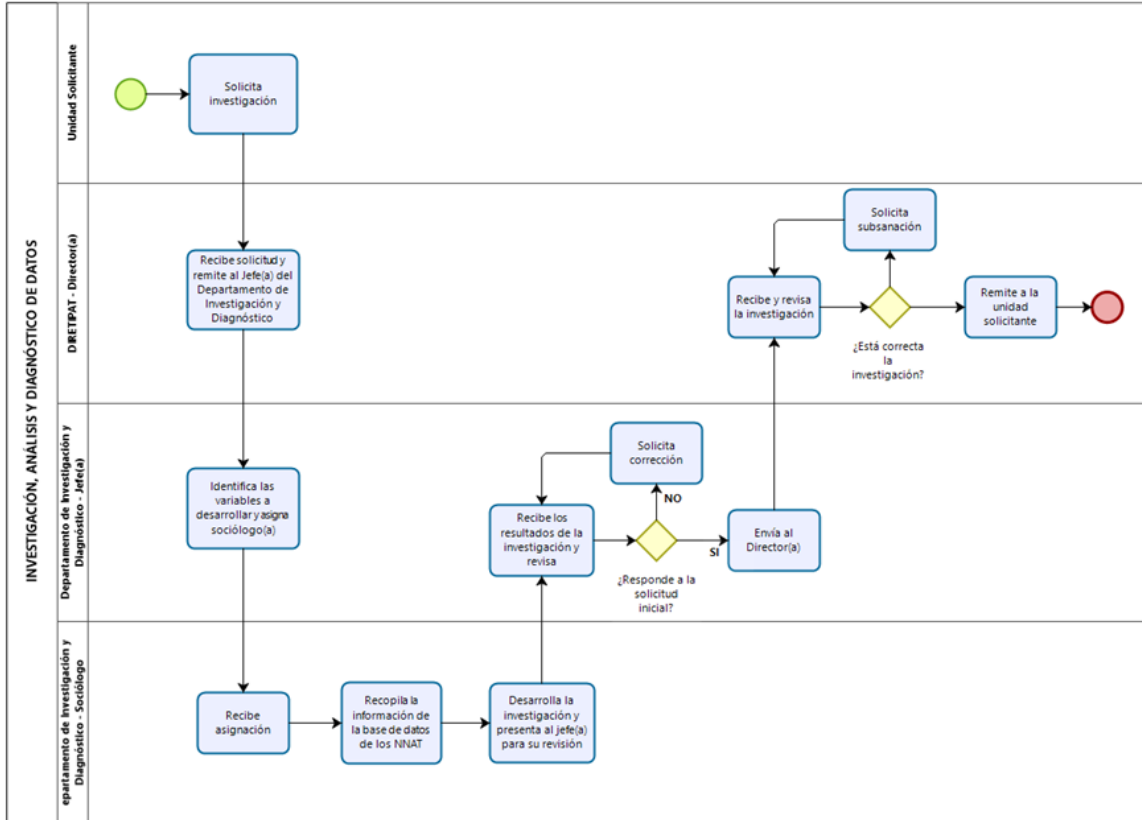 INVESTIGACIÓN, ANÁLISIS Y DIAGNÓSTICO DE DATOS
Unidad Solicitante
Solicita
investigación
DIRETIPAT - Director(a)
Recibe solicitud y
remite al Jefe(a) del
Departamento de
Investigación y
Diagnóstico
Recibe y revisa
la investigación
Solicita
subsanación
¿Está correcta
la
investigación?
Remite a la
unidad
solicitante
Departamento de Investigación y
Diagnóstico - Jefe(a)
Identifica las
variables a
desarrollar y asigna
sociólogo(a)
Recibe los
resultados de la
investigación y
revisa
Solicita
corrección
NO
¿Responde a la
solicitud
inicial?
SI
Envía al
Director(a)
epartamento de Investigación y
Diagnóstico - Sociólogo
Recibe
asignación
Recopila la
información de
la base de datos
de los NNAT
Desarrolla la
investigación y
presenta al jefe(a)
para su revisión